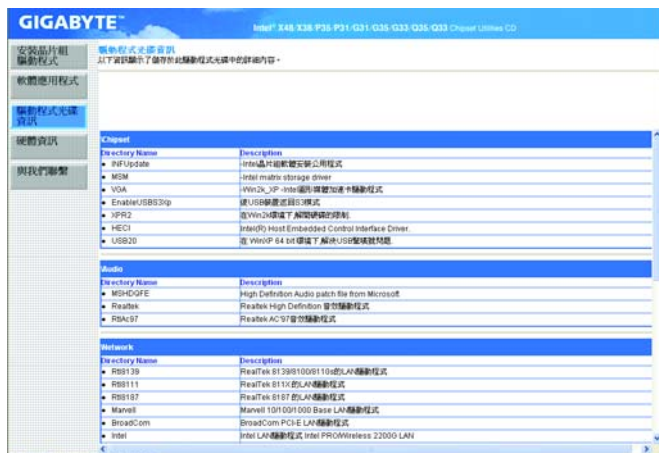 GIGABYTE™
Intel® X48/X38/P35/P31/G31/G35/G33/Q35/Q33 Chipset Utilities CD
安裝晶片組
驅動程式
軟體應用程式
驅動程式光碟
資訊
硬體資訊
與我們聯繫
驅動程式光碟資訊
以下資訊顯示了儲存於此驅動程式光碟中的詳細內容。
Chipset
Directory Name Description
• INFUpdate -Intel晶片組軟體安裝公用程式
• MSM -Intel matrix storage driver
• VGA -Win2k_XP -Intel圖形媒體加速卡驅動程式
• EnableUSBS3Xp 使USB裝置返回S3模式
• XPR2 在Win2k環境下,解開硬碟的限制.
• HECI Intel(R) Host Embedded Control Interface Driver.
• USB20 在 WinXP 64 bit 環境下,解決USB驚嘆號問題.
Audio
Directory Name Description
• MSHDQFE High Definition Audio patch file from Microsoft
• Realtek Realtek High Definition 音效驅動程式
• RtlAc97 Realtek AC'97音效驅動程式
Network
Directory Name Description
• Rtl8139 RealTek 8139/8100/8110s的LAN驅動程式
• Rtl8111 RealTek 811X 的LAN驅動程式
• Rtl8187 RealTek 8187 的LAN驅動程式
• Marvell Marvell 10/100/1000 Base LAN驅動程式
• BroadCom BroadCom PCI-E LAN驅動程式
• Intel Intel LAN驅動程式 Intel PRO/Wireless 2200G LAN